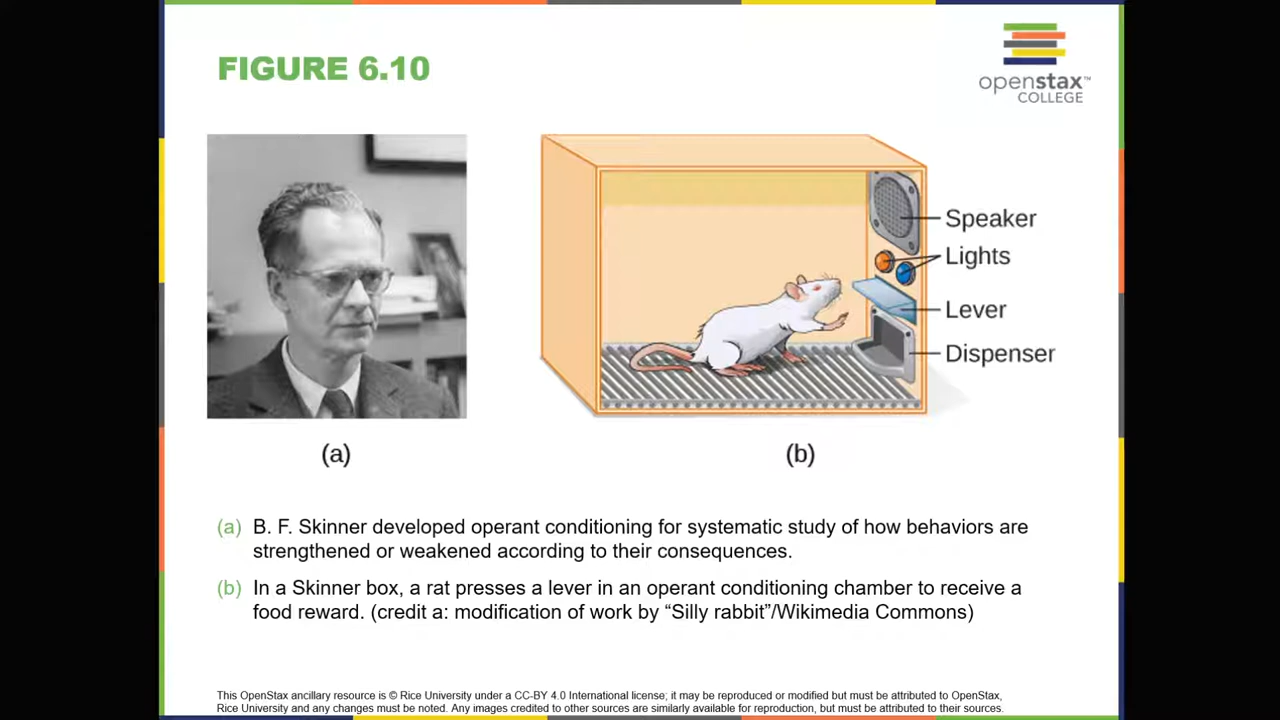 FIGURE 6.10
openstax™
COLLEGE
Speaker
Lights
Lever
Dispenser
(a)
(b)
(a) B. F. Skinner developed operant conditioning for systematic study of how behaviors are
strengthened or weakened according to their consequences.
(b) In a Skinner box, a rat presses a lever in an operant conditioning chamber to receive a
food reward. (credit a: modification of work by “Silly rabbit”/Wikimedia Commons)
This OpenStax ancillary resource is © Rice University under a CC-BY 4.0 International license; it may be reproduced or modified but must be attributed to OpenStax,
Rice University and any changes must be noted. Any images credited to other sources are similarly available for reproduction, but must be attributed to their sources.